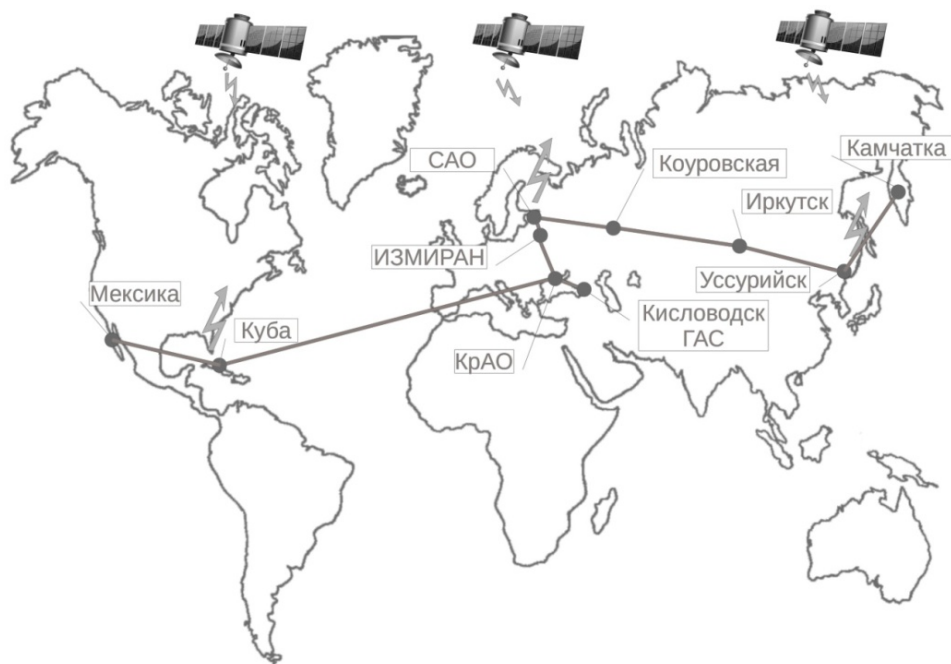 Камчатка
САО
Коуровская
Иркутск
ИЗМИРАН
Уссурийск
Мексика
Кисловодск
ГАС
Куба
КрАО